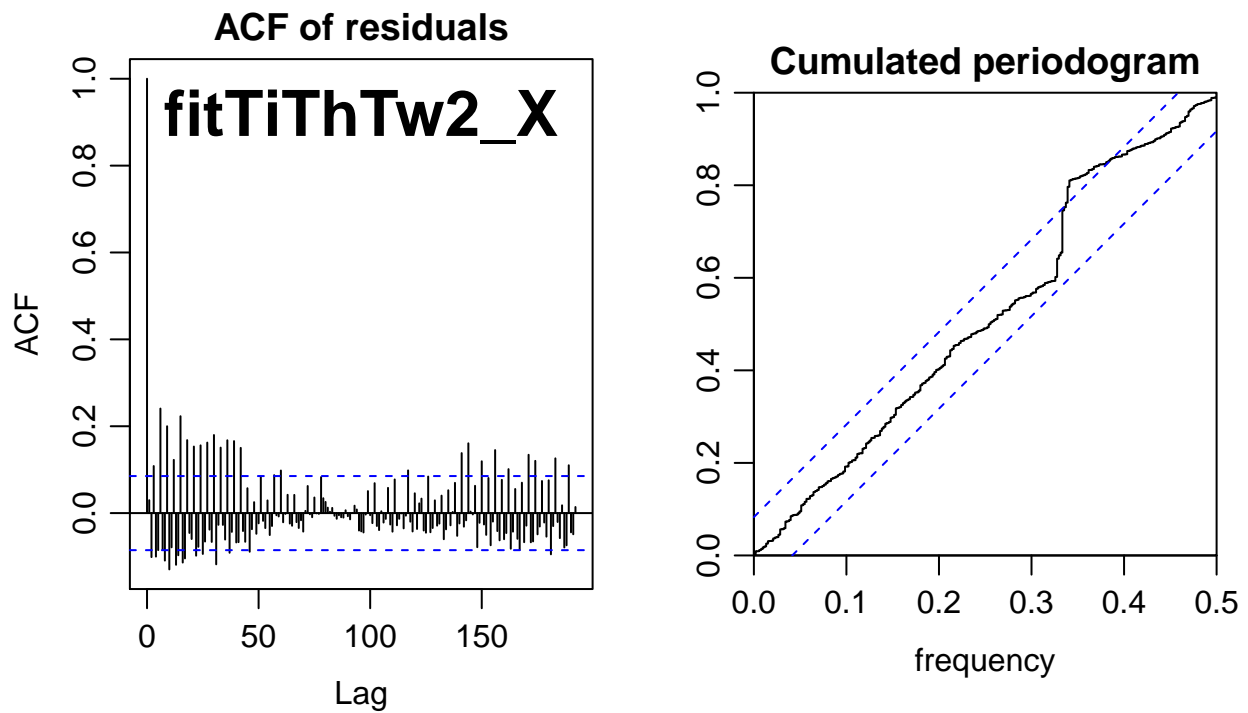 ACF of residuals
fitTiThTw2_X
ACF
0.0 0.2 0.4 0.6 0.8 1.0
0 50 100 150
Lag
Cumulated periodogram
0.0 0.2 0.4 0.6 0.8 1.0
0.0 0.1 0.2 0.3 0.4 0.5
frequency